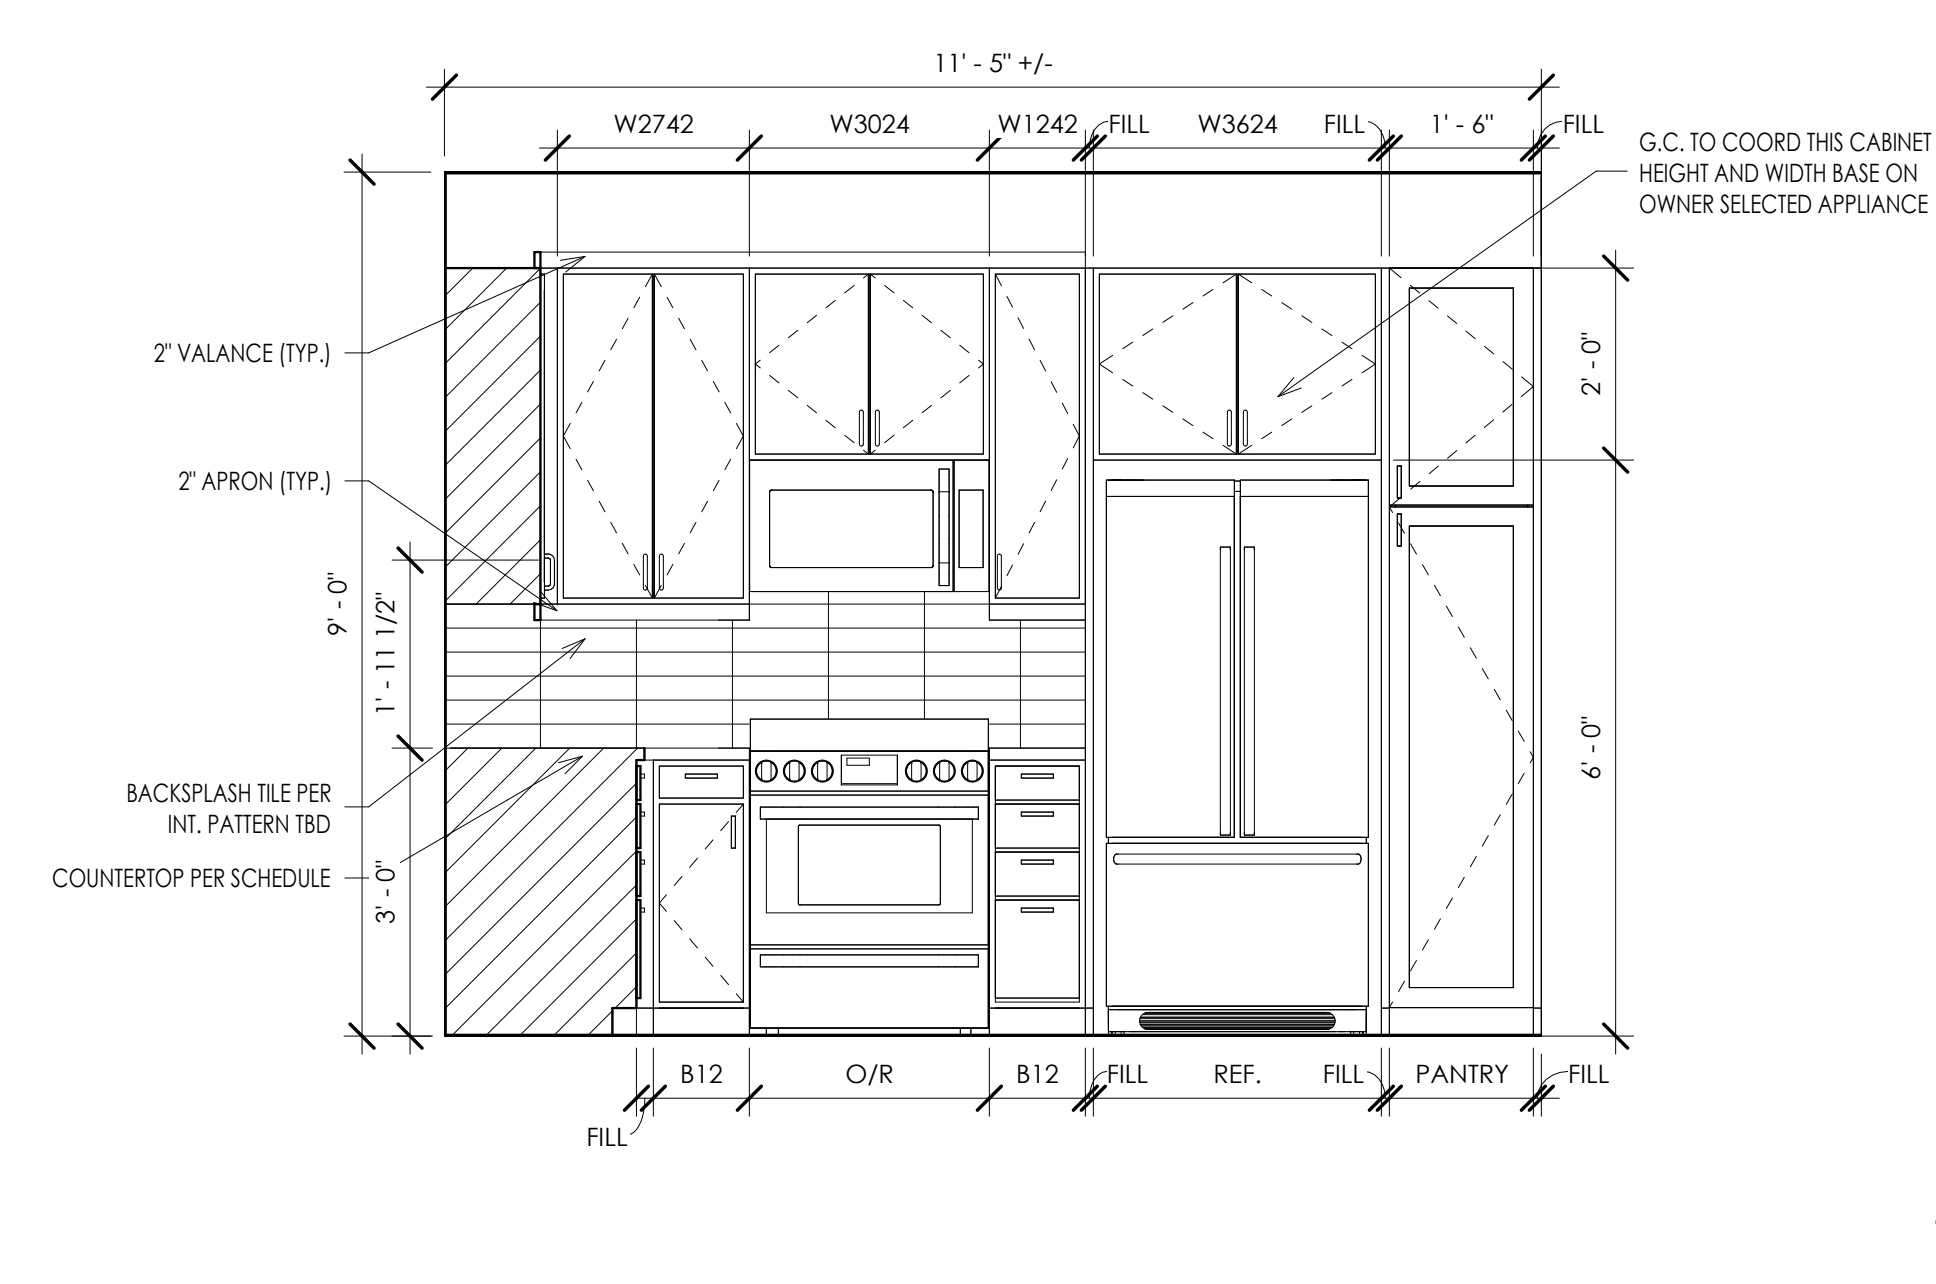 11' - 5" +/-
W2742
W3024
W1242
FILL
W3624
FILL
1' - 6"
FILL
G.C. TO COORD THIS CABINET
HEIGHT AND WIDTH BASE ON
OWNER SELECTED APPLIANCE
2" VALANCE (TYP.)
2" APRON (TYP.)
9' - 0"
1' - 11 1/2"
2' - 0"
6' - 0"
BACKSPLASH TILE PER
INT. PATTERN TBD
COUNTERTOP PER SCHEDULE
3' - 0"
B12
O/R
B12
FILL
REF.
FILL
PANTRY
FILL
FILL